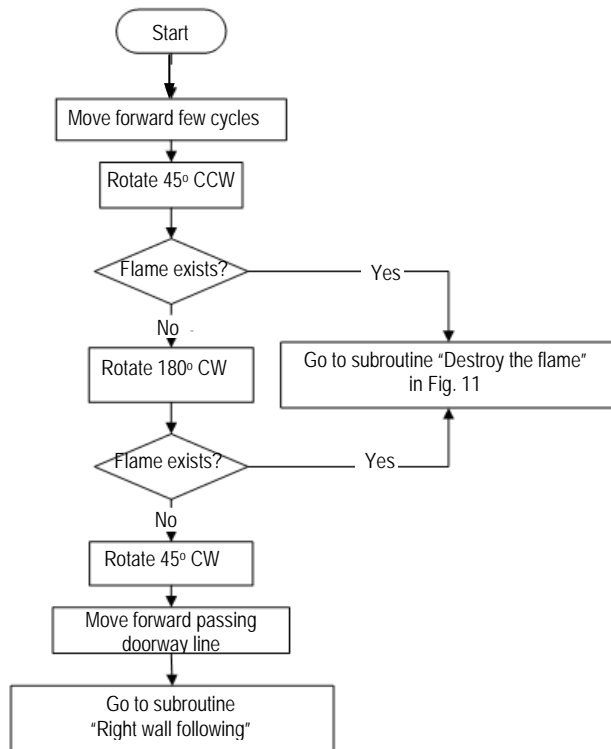 Start
Move forward few cycles
Rotate 45º CCW
Flame exists?
Yes
No
Rotate 180º CW
Go to subroutine “Destroy the flame”
in Fig. 11
Flame exists?
Yes
No
Rotate 45º CW
Move forward passing
doorway line
Go to subroutine
“Right wall following”